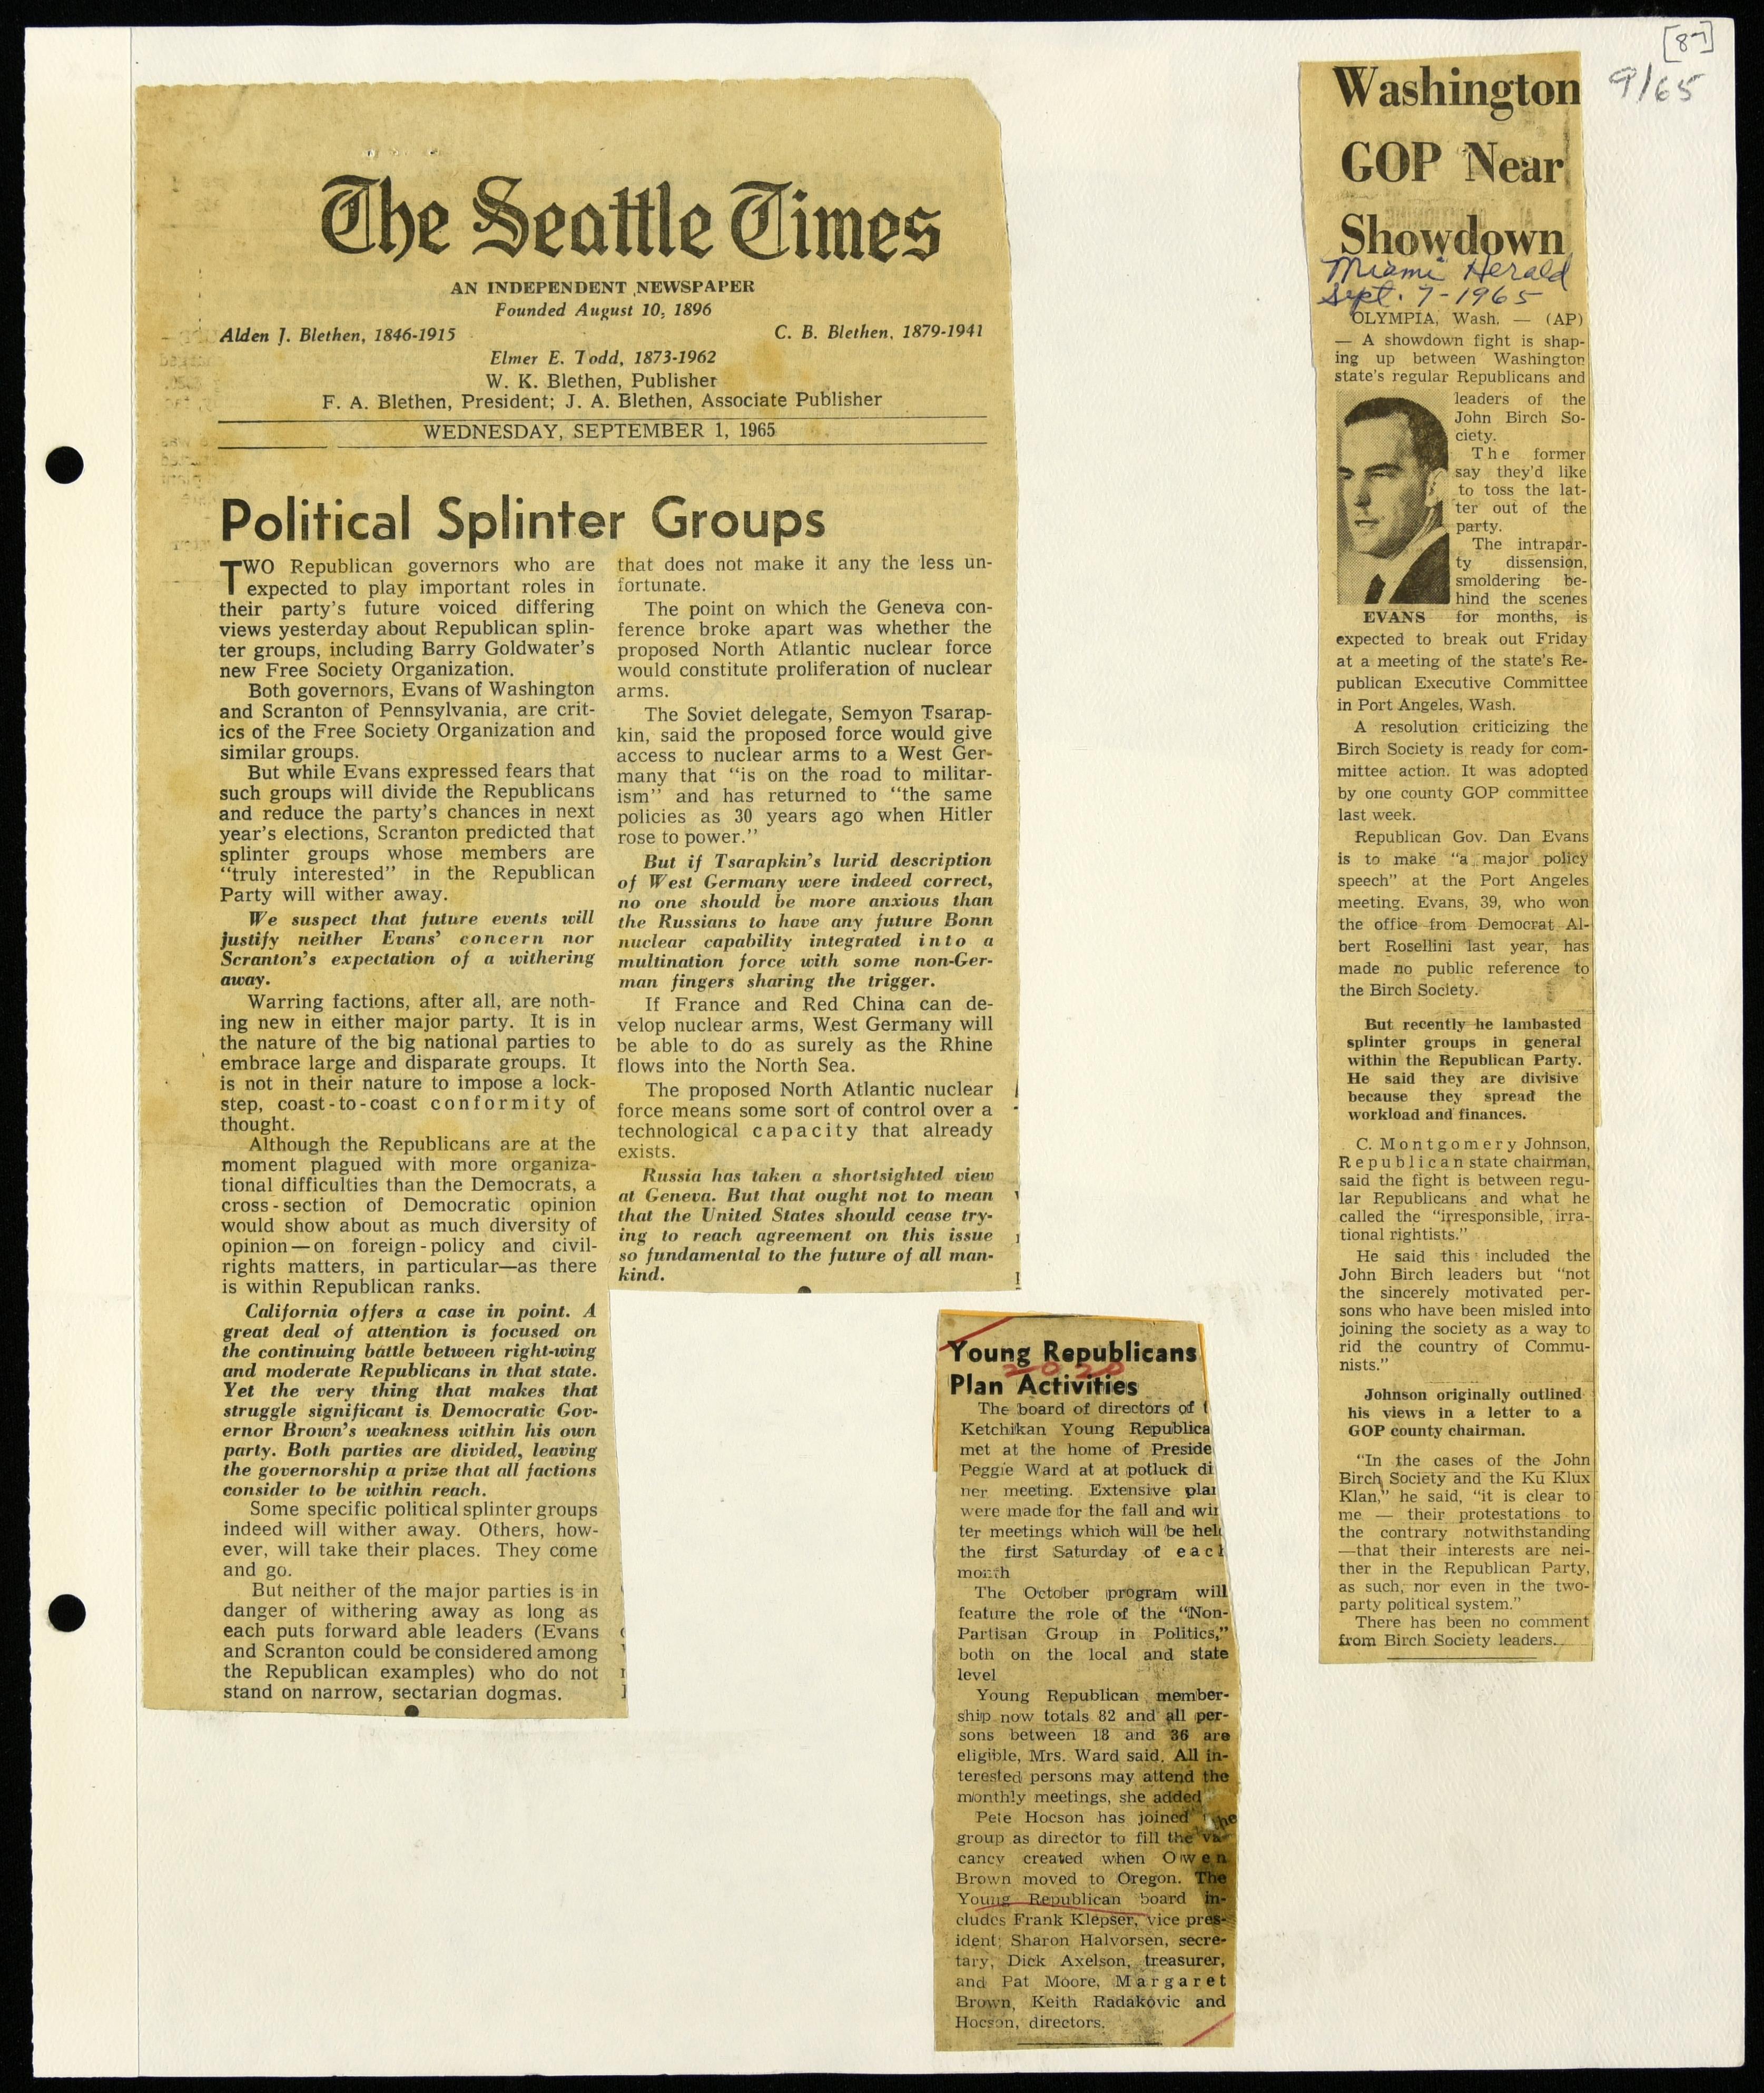 [87]
9/65
The Seattle Times
AN INDEPENDENT NEWSPAPER
Founded August 10, 1896
Alden J. Blethen, 1846-1915
C. B. Blethen, 1879-1941
Elmer E. Todd, 1873-1962
W. K. Blethen, Publisher
F. A. Blethen, President; J. A. Blethen, Associate Publisher
WEDNESDAY, SEPTEMBER 1, 1965
Political Splinter Groups
TWO Republican governors who are
expected to play important roles in
their party's future voiced differing
views yesterday about Republican splin-
ter groups, including Barry Goldwater's
new Free Society Organization.
Both governors, Evans of Washington
and Scranton of Pennsylvania, are crit-
ics of the Free Society Organization and
similar groups.
But while Evans expressed fears that
such groups will divide the Republicans
and reduce the party's chances in next
year's elections, Scranton predicted that
splinter groups whose members are
"truly interested" in the Republican
Party will wither away.
We suspect that future events will
justify neither Evans' concern nor
Scranton's expectation of a withering
away.
Warring factions, after all, are noth-
ing new in either major party. It is in
the nature of the big national parties to
embrace large and disparate groups. It
is not in their nature to impose a lock-
step, coast-to-coast conformity of
thought.
Although the Republicans are at the
moment plagued with more organiza-
tional difficulties than the Democrats, a
cross-section of Democratic opinion
would show about as much diversity of
opinion—on foreign-policy and civil-
rights matters, in particular—as there
is within Republican ranks.
California offers a case in point. A
great deal of attention is focused on
the continuing battle between right-wing
and moderate Republicans in that state.
Yet the very thing that makes that
struggle significant is Democratic Gov-
ernor Brown's weakness within his own
party. Both parties are divided, leaving
the governorship a prize that all factions
consider to be within reach.
Some specific political splinter groups
indeed will wither away. Others, how-
ever, will take their places. They come
and go.
But neither of the major parties is in
danger of withering away as long as
each puts forward able leaders (Evans
and Scranton could be considered among
the Republican examples) who do not
stand on narrow, sectarian dogmas.
that does not make it any the less un-
fortunate.
The point on which the Geneva con-
ference broke apart was whether the
proposed North Atlantic nuclear force
would constitute proliferation of nuclear
arms.
The Soviet delegate, Semyon Tsarap-
kin, said the proposed force would give
access to nuclear arms to a West Ger-
many that "is on the road to militar-
ism" and has returned to "the same
policies as 30 years ago when Hitler
rose to power."
But if Tsarapkin's lurid description
of West Germany were indeed correct,
no one should be more anxious than
the Russians to have any future Bonn
nuclear capability integrated into a
multination force with some non-Ger-
man fingers sharing the trigger.
If France and Red China can de-
velop nuclear arms, West Germany will
be able to do as surely as the Rhine
flows into the North Sea.
The proposed North Atlantic nuclear
force means some sort of control over a
technological capacity that already
exists.
Russia has taken a shortsighted view
at Geneva. But that ought not to mean
that the United States should cease try-
ing to reach agreement on this issue
so fundamental to the future of all man-
kind.
Young Republicans
2020
Plan Activities
The board of directors of t
Ketchikan Young Republica
met at the home of Preside
Peggie Ward at at potluck di
ner meeting. Extensive plan
were made for the fall and win
ter meetings which will be held
the first Saturday of each
month
The October program will
feature the role of the "Non-
Partisan Group in Politics,"
both on the local and state
level
Young Republican member-
ship now totals 82 and all per-
sons between 18 and 36 are
eligible, Mrs. Ward said. All in-
terested persons may attend the
monthly meetings, she added
Pete Hocson has joined the
group as director to fill the va-
cancy created when Owen
Brown moved to Oregon. The
Young Republican board in-
cludes Frank Klepser, vice pres-
ident; Sharon Halvorsen, secre-
tary, Dick Axelson, treasurer,
and Pat Moore, Margaret
Brown, Keith Radakovic and
Hocson, directors.
Washington
GOP Near
Showdown
Miami Herald
Sept. 7-1965
OLYMPIA, Wash. — (AP)
— A showdown fight is shap-
ing up between Washington
state's regular Republicans and
leaders of the
John Birch So-
ciety.
The former
say they'd like
to toss the lat-
ter out of the
party.
The intrapar-
ty dissension,
smoldering be-
hind the scenes
EVANS for months, is
expected to break out Friday
at a meeting of the state's Re-
publican Executive Committee
in Port Angeles, Wash.
A resolution criticizing the
Birch Society is ready for com-
mittee action. It was adopted
by one county GOP committee
last week.
Republican Gov. Dan Evans
is to make "a major policy
speech" at the Port Angeles
meeting. Evans, 39, who won
the office from Democrat Al-
bert Rosellini last year, has
made no public reference to
the Birch Society.
But recently he lambasted
splinter groups in general
within the Republican Party.
He said they are divisive
because they spread the
workload and finances.
C. Montgomery Johnson,
Republican state chairman,
said the fight is between regu-
lar Republicans and what he
called the "irresponsible, irra-
tional rightists."
He said this included the
John Birch leaders but "not
the sincerely motivated per-
sons who have been misled into
joining the society as a way to
rid the country of Commu-
nists."
Johnson originally outlined
his views in a letter to a
GOP county chairman.
"In the cases of the John
Birch Society and the Ku Klux
Klan," he said, "it is clear to
me — their protestations to
the contrary notwithstanding
—that their interests are nei-
ther in the Republican Party,
as such, nor even in the two-
party political system."
There has been no comment
from Birch Society leaders.